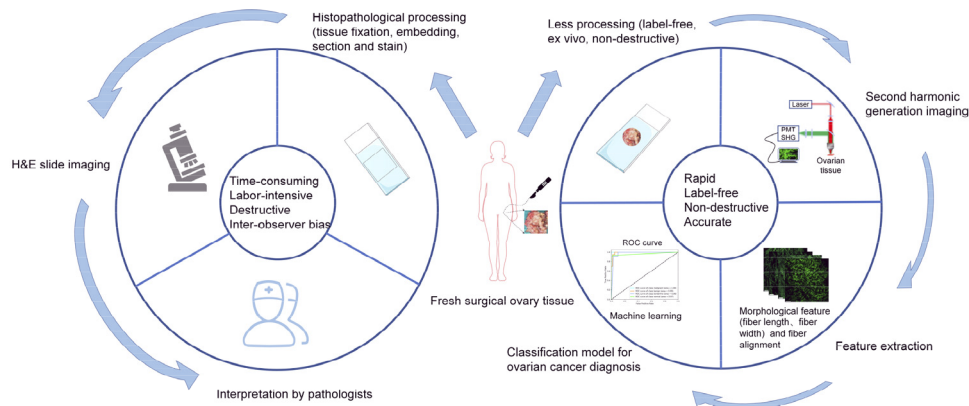 Histopathological processing
(tissue fixation, embedding,
section and stain)
H&E slide imaging
Time-consuming
Labor-intensive
Destructive
Inter-observer bias
Interpretation by pathologists
Fresh surgical ovary tissue
Less processing (label-free,
ex vivo, non-destructive)
Second harmonic
generation imaging
Laser
PMT
SHG
Ovarian
tissue
Rapid
Label-free
Non-destructive
Accurate
ROC curve
Machine learning
Morphological feature
(fiber length、fiber
width) and fiber
alignment
Feature extraction
Classification model for
ovarian cancer diagnosis